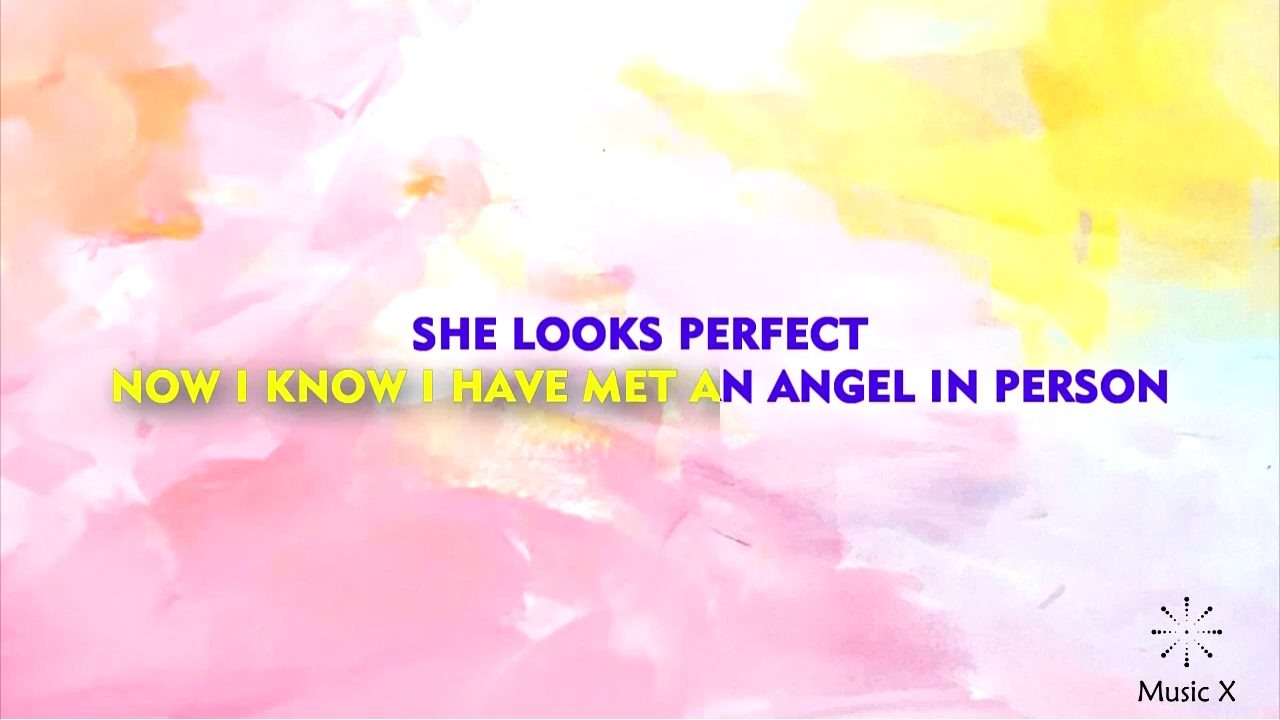 SHE LOOKS PERFECT
NOW I KNOW I HAVE MET AN ANGEL IN PERSON
Music X